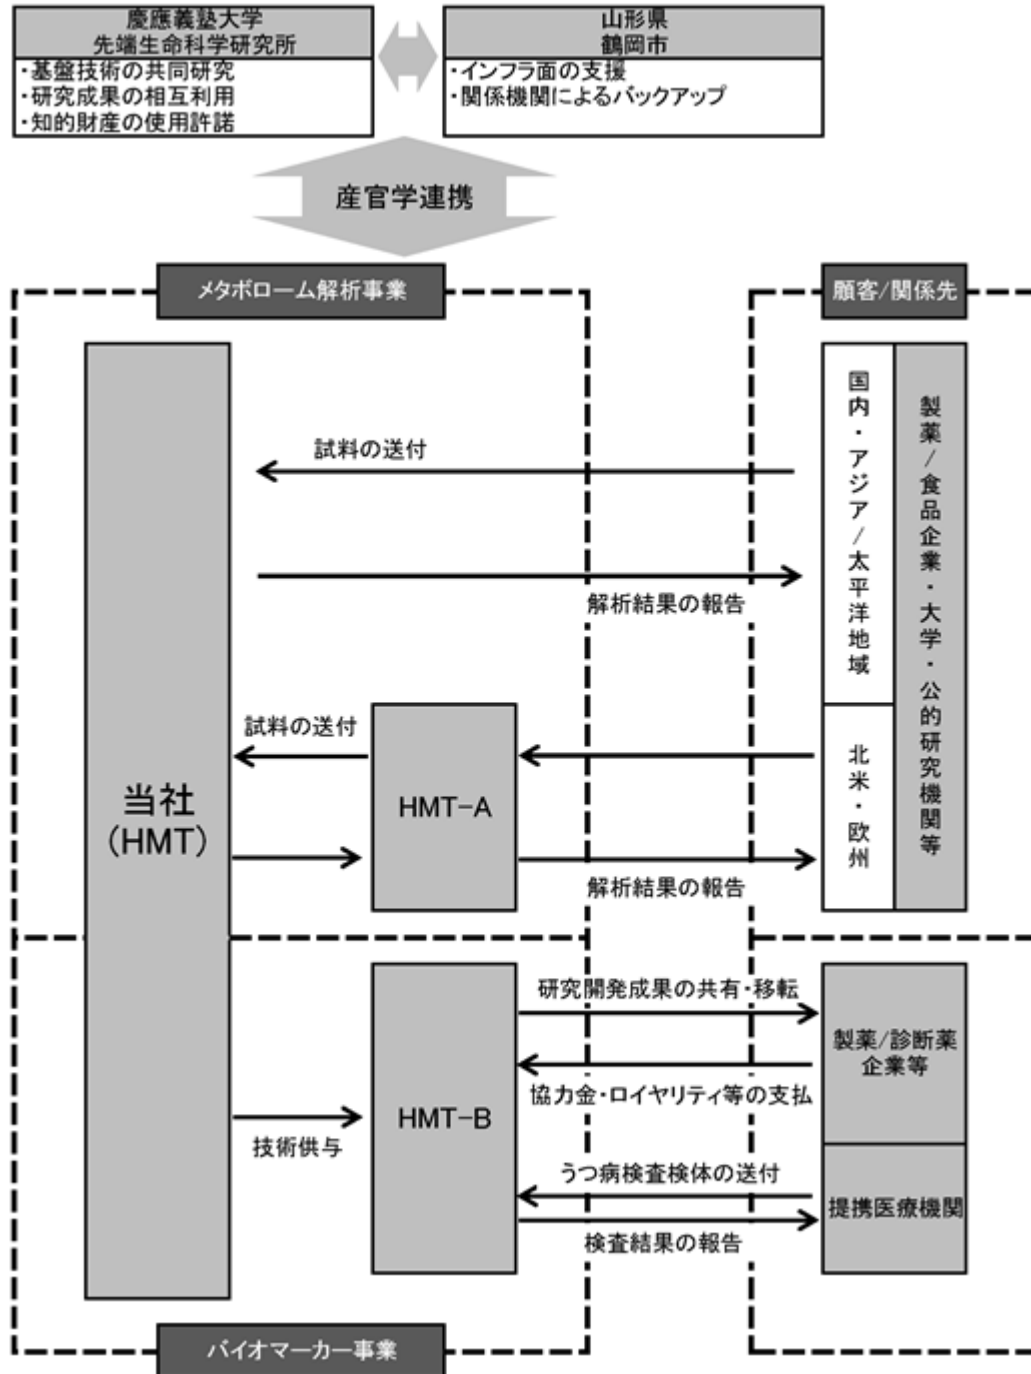 慶應義塾大学
先端生命科学研究所
・基盤技術の共同研究
・研究成果の相互利用
・知的財産の使用許諾
山形県
鶴岡市
・インフラ面の支援
・関係機関によるバックアップ
産官学連携
メタボローム解析事業
顧客/関係先
当社
(HMT)
試料の送付
解析結果の報告
国内・アジア/太平洋地域
製薬/食品企業・大学・公的研究機関等
試料の送付
HMT-A
北米・欧州
解析結果の報告
HMT-B
研究開発成果の共有・移転
製薬/診断薬
企業等
協力金・ロイヤリティ等の支払
技術供与
うつ病検査検体の送付
提携医療機関
検査結果の報告
バイオマーカー事業